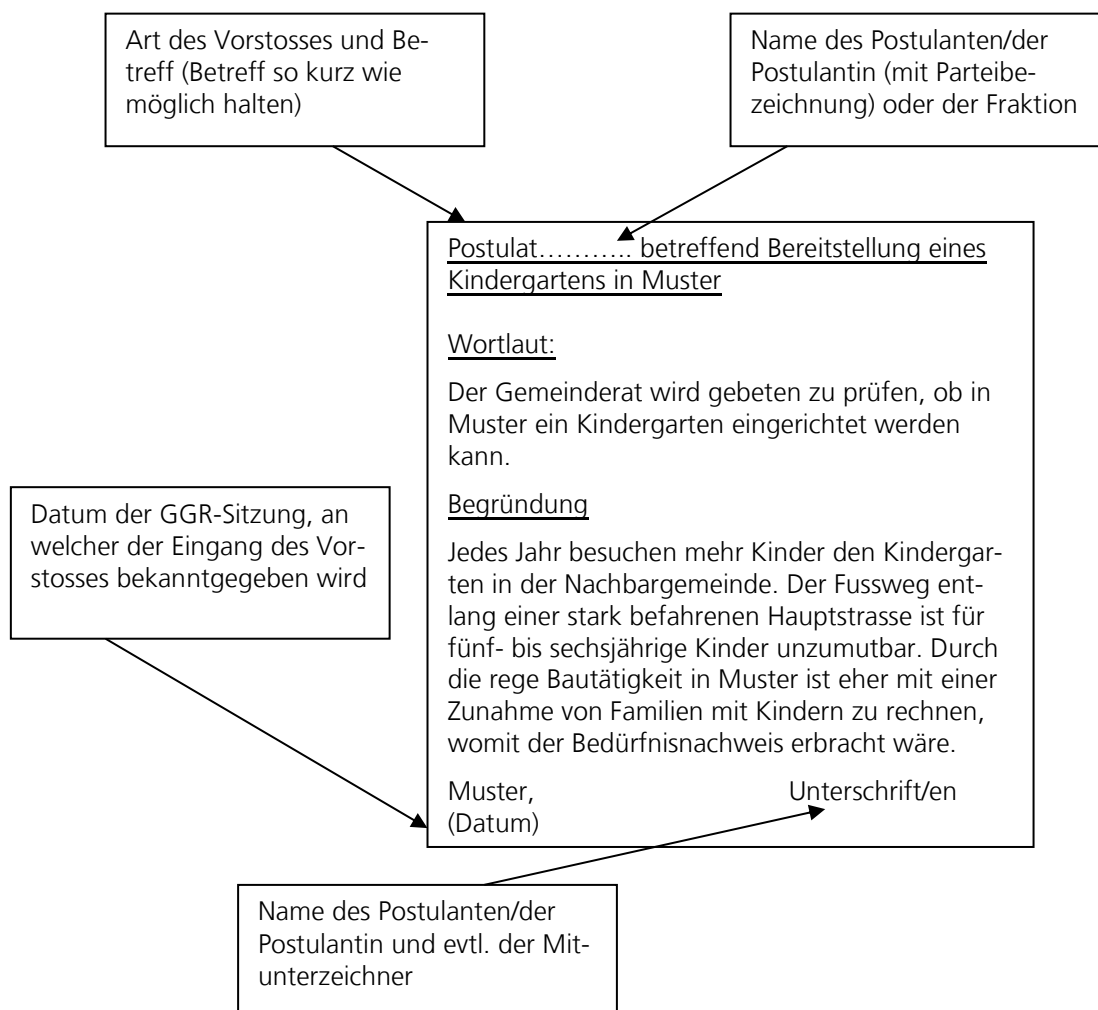 Art des Vorstosses und Be-
treff (Betreff so kurz wie
möglich halten)
Name des Postulanten/der
Postulantin (mit Parteibe-
zeichnung) oder der Fraktion
Postulat……….. betreffend Bereitstellung eines
Kindergartens in Muster
Wortlaut:
Der Gemeinderat wird gebeten zu prüfen, ob in
Muster ein Kindergarten eingerichtet werden
kann.
Begründung
Jedes Jahr besuchen mehr Kinder den Kindergar-
ten in der Nachbargemeinde. Der Fussweg ent-
lang einer stark befahrenen Hauptstrasse ist für
fünf- bis sechsjährige Kinder unzumutbar. Durch
die rege Bautätigkeit in Muster ist eher mit einer
Zunahme von Familien mit Kindern zu rechnen,
womit der Bedürfnisnachweis erbracht wäre.
Muster, Unterschrift/en
(Datum)
Datum der GGR-Sitzung, an
welcher der Eingang des Vor-
stosses bekanntgegeben wird
Name des Postulanten/der
Postulantin und evtl. der Mit-
unterzeichner